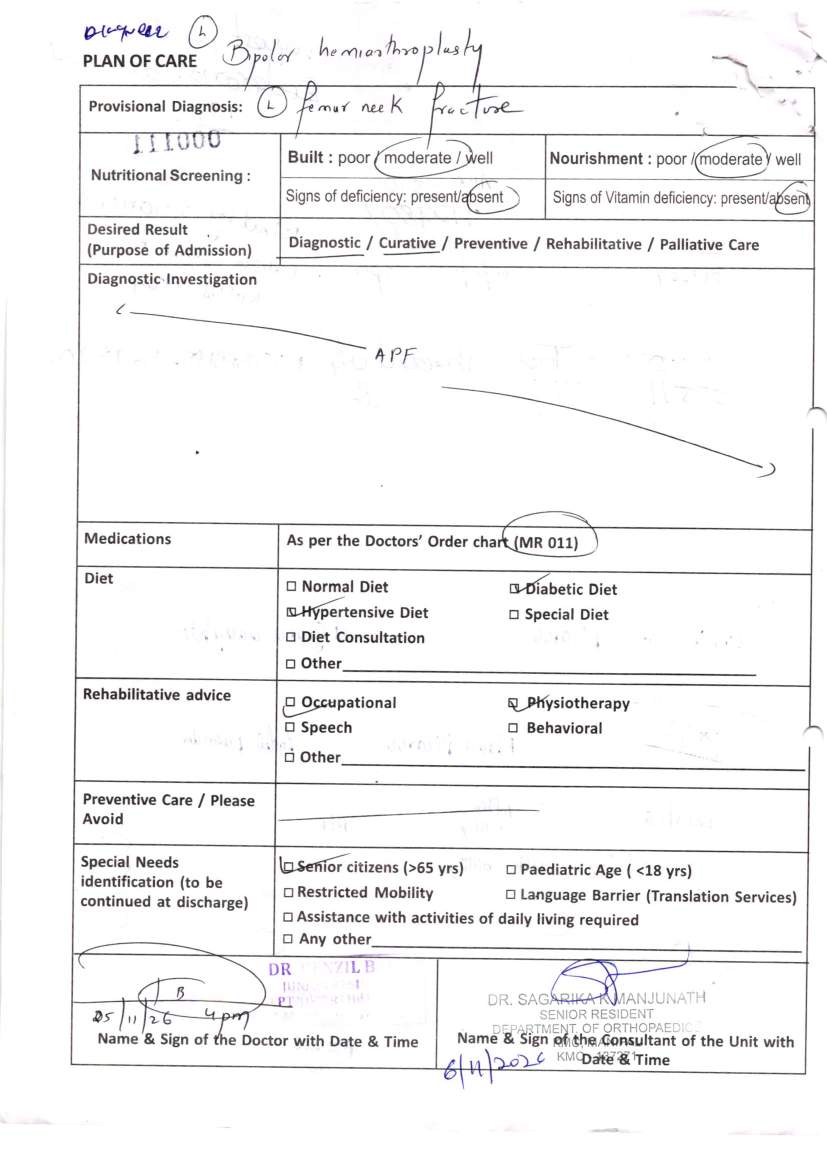 Diagnosis Ⓛ
PLAN OF CARE Bipolar hemiarthroplasty
Provisional Diagnosis: Ⓛ femur neck fracture
111000
Nutritional Screening :
Built : poor / moderate / well
Nourishment : poor / moderate / well
Signs of deficiency: present/absent
Signs of Vitamin deficiency: present/absent
Desired Result
(Purpose of Admission)
Diagnostic / Curative / Preventive / Rehabilitative / Palliative Care
Diagnostic Investigation
APF
Medications
As per the Doctors' Order chart (MR 011)
Diet
☐ Normal Diet
☑ Diabetic Diet
☑ Hypertensive Diet
☐ Special Diet
☐ Diet Consultation
☐ Other
Rehabilitative advice
☑ Occupational
☑ Physiotherapy
☐ Speech
☐ Behavioral
☐ Other
Preventive Care / Please
Avoid
Special Needs
identification (to be
continued at discharge)
☑ Senior citizens (>65 yrs)
☐ Paediatric Age ( <18 yrs)
☐ Restricted Mobility
☐ Language Barrier (Translation Services)
☐ Assistance with activities of daily living required
☐ Any other
DR
B
05/11/26 4pm
Name & Sign of the Doctor with Date & Time
DR. SAGARIKA K MANJUNATH
SENIOR RESIDENT
DEPARTMENT OF ORTHOPAEDIC
Name & Sign of the Consultant of the Unit with
Date & Time
6/11/2026